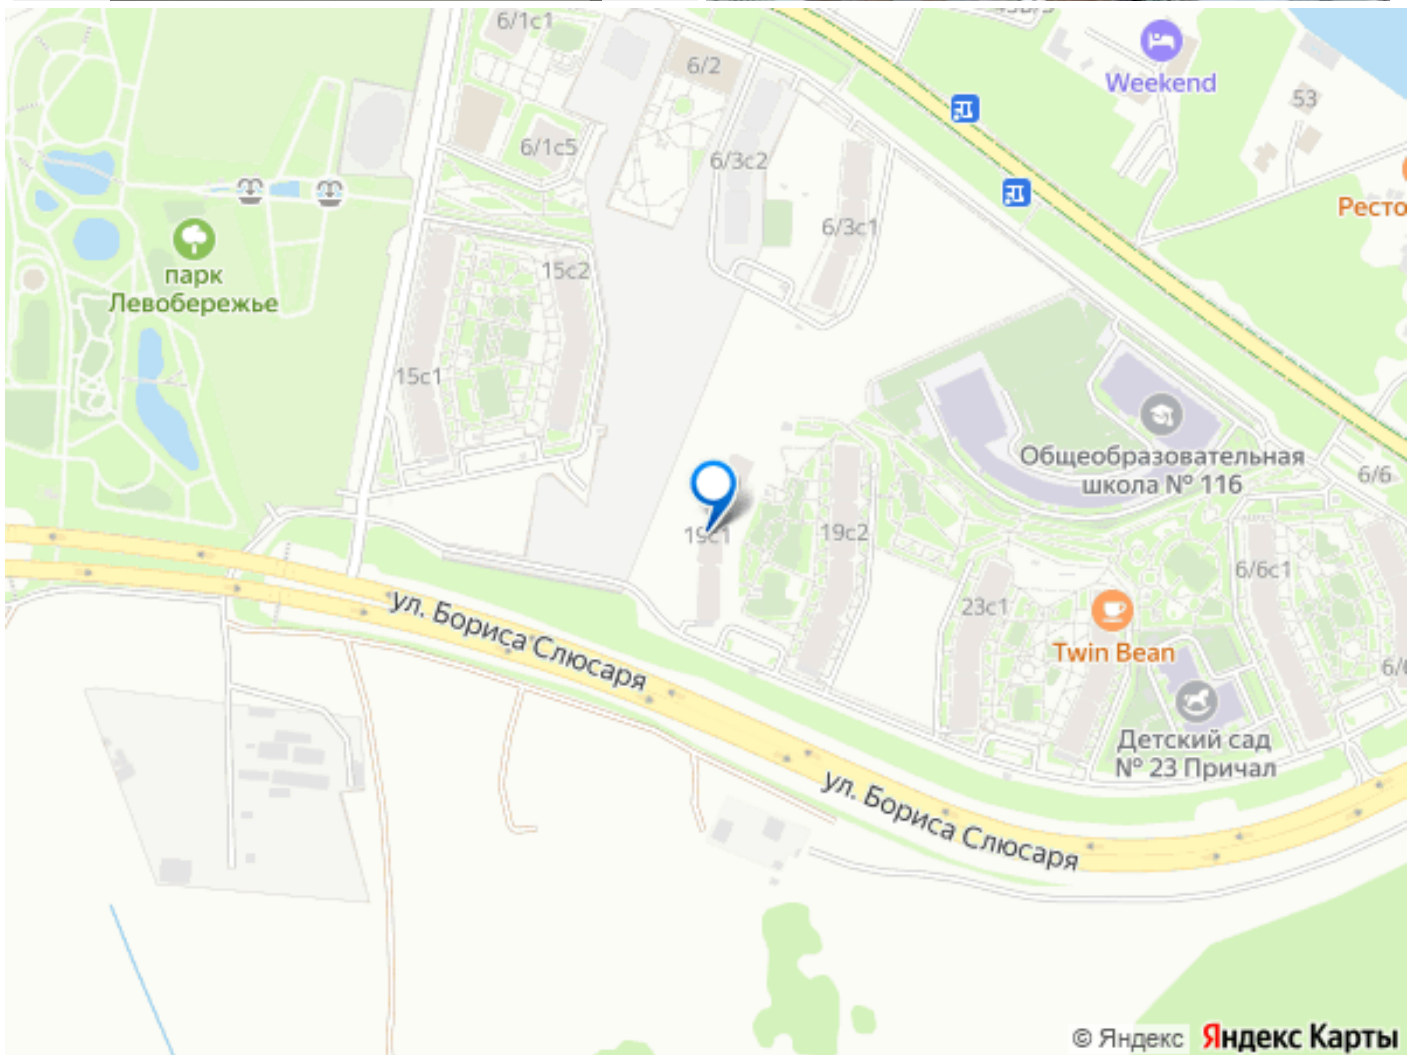 6/1с1
6/2
Weekend
53
6/1с5
6/3с2
Ресто
6/3с1
парк
Левобережье
15с2
15с1
Общеобразовательная
школа № 116
6/6
19с1
19с2
6/6с1
23с1
ул. Бориса Слюсаря
Twin Bean
Детский сад
№ 23 Причал
ул. Бориса Слюсаря
© Яндекс Яндекс Карты